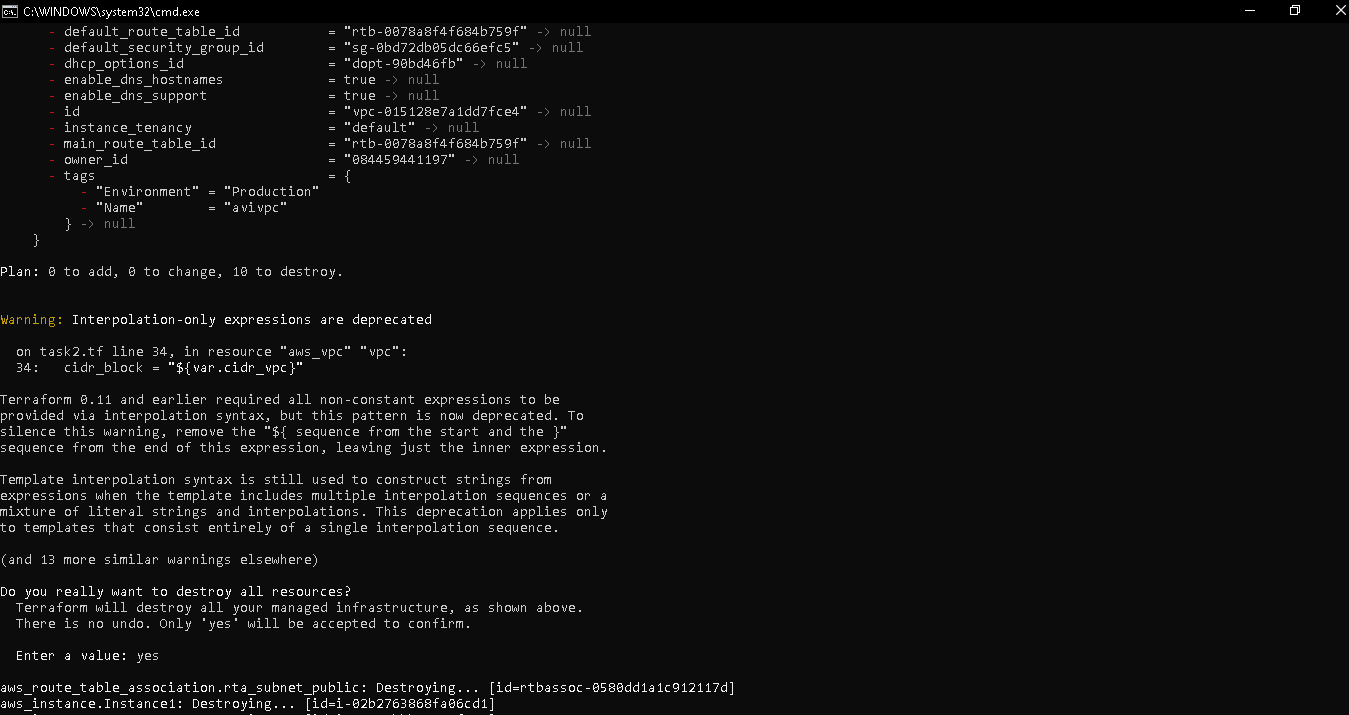 C:\WINDOWS\system32\cmd.exe
- default_route_table_id = "rtb-0078a8f4f684b759f" -> null
- default_security_group_id = "sg-0bd72db05dc66efc5" -> null
- dhcp_options_id = "dopt-90bd46fb" -> null
- enable_dns_hostnames = true -> null
- enable_dns_support = true -> null
- id = "vpc-015128e7a1dd7fce4" -> null
- instance_tenancy = "default" -> null
- main_route_table_id = "rtb-0078a8f4f684b759f" -> null
- owner_id = "084459441197" -> null
- tags = {
- "Environment" = "Production"
- "Name" = "avivpc"
} -> null
}
Plan: 0 to add, 0 to change, 10 to destroy.
Warning: Interpolation-only expressions are deprecated
on task2.tf line 34, in resource "aws_vpc" "vpc":
34: cidr_block = "${var.cidr_vpc}"
Terraform 0.11 and earlier required all non-constant expressions to be
provided via interpolation syntax, but this pattern is now deprecated. To
silence this warning, remove the "${ sequence from the start and the }"
sequence from the end of this expression, leaving just the inner expression.
Template interpolation syntax is still used to construct strings from
expressions when the template includes multiple interpolation sequences or a
mixture of literal strings and interpolations. This deprecation applies only
to templates that consist entirely of a single interpolation sequence.
(and 13 more similar warnings elsewhere)
Do you really want to destroy all resources?
Terraform will destroy all your managed infrastructure, as shown above.
There is no undo. Only 'yes' will be accepted to confirm.
Enter a value: yes
aws_route_table_association.rta_subnet_public: Destroying... [id=rtbassoc-0580dd1a1c912117d]
aws_instance.Instance1: Destroying... [id=i-02b2763868fa06cd1]